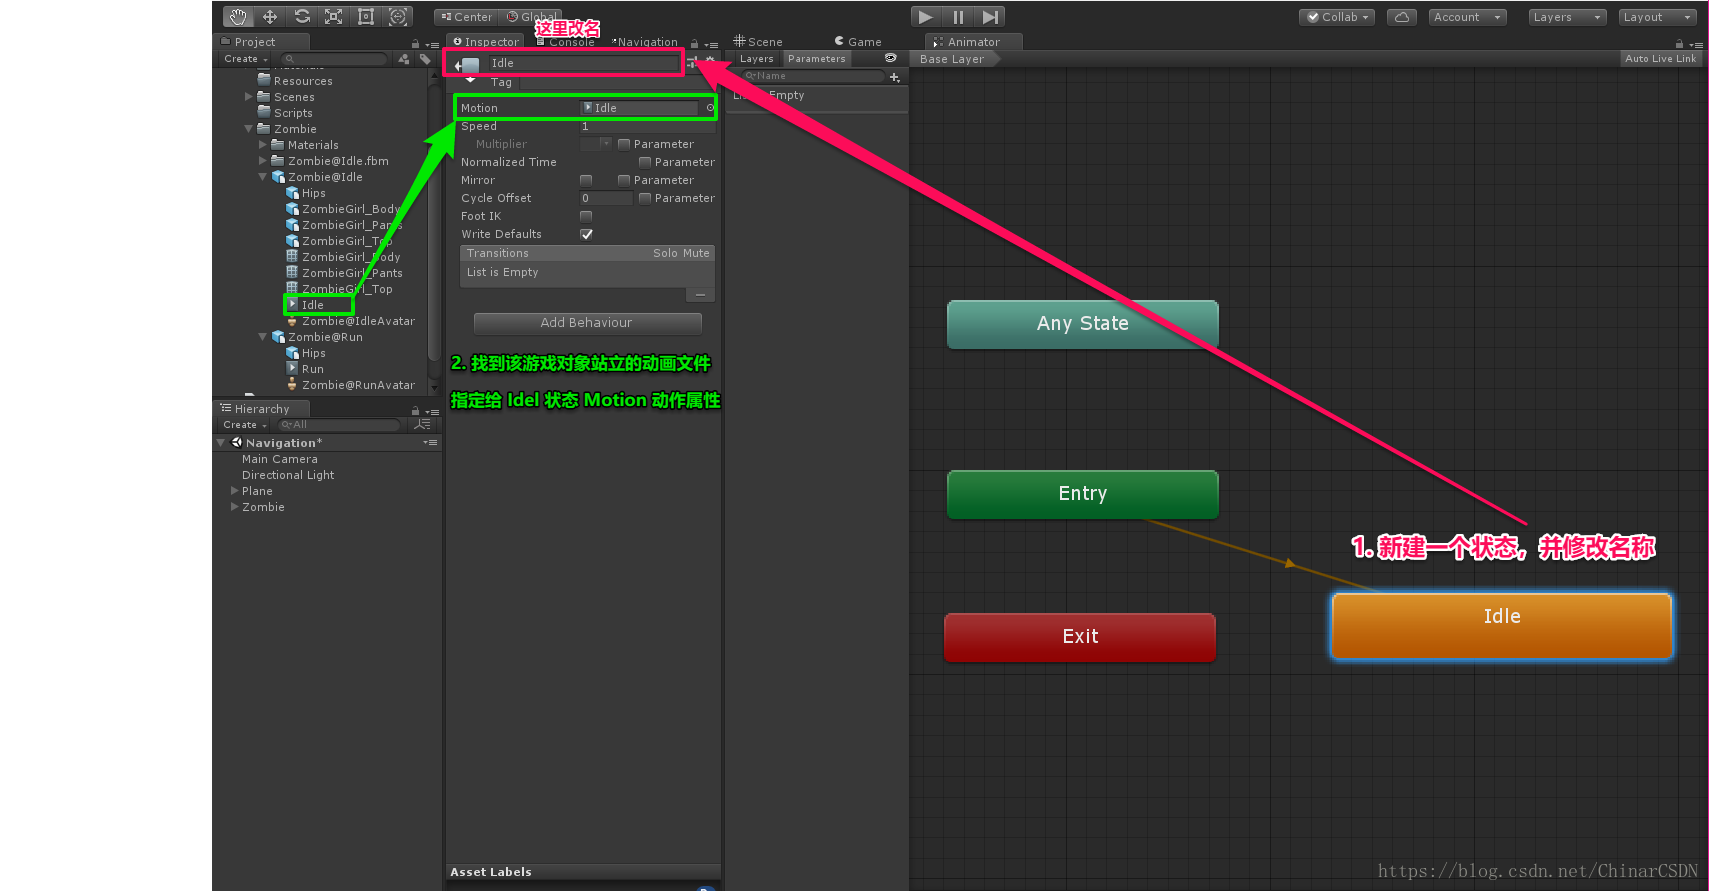 Center
Global
Collab
Account
Layers
Layout
这里改名
Project
Create
Resources
Scenes
Scripts
Zombie
Materials
Zombie@Idle.fbm
Zombie@Idle
Hips
ZombieGirl_Body
ZombieGirl_Pants
ZombieGirl_Top
ZombieGirl_Body
ZombieGirl_Pants
ZombieGirl_Top
Idle
Zombie@IdleAvatar
Zombie@Run
Hips
Run
Zombie@RunAvatar
Hierarchy
Create
All
Navigation*
Main Camera
Directional Light
Plane
Zombie
Inspector
Console
Navigation
Idle
Tag
Motion Idle
Speed 1
Multiplier Parameter
Normalized Time Parameter
Mirror Parameter
Cycle Offset 0 Parameter
Foot IK
Write Defaults
Transitions Solo Mute
List is Empty
Add Behaviour
2. 找到该游戏对象站立的动画文件
指定给 Idel 状态 Motion 动作属性
Asset Labels
Scene
Game
Animator
Layers
Parameters
Name
Empty
Base Layer
Auto Live Link
Any State
Entry
1. 新建一个状态，并修改名称
Idle
Exit
https://blog.csdn.net/ChinarCSDN